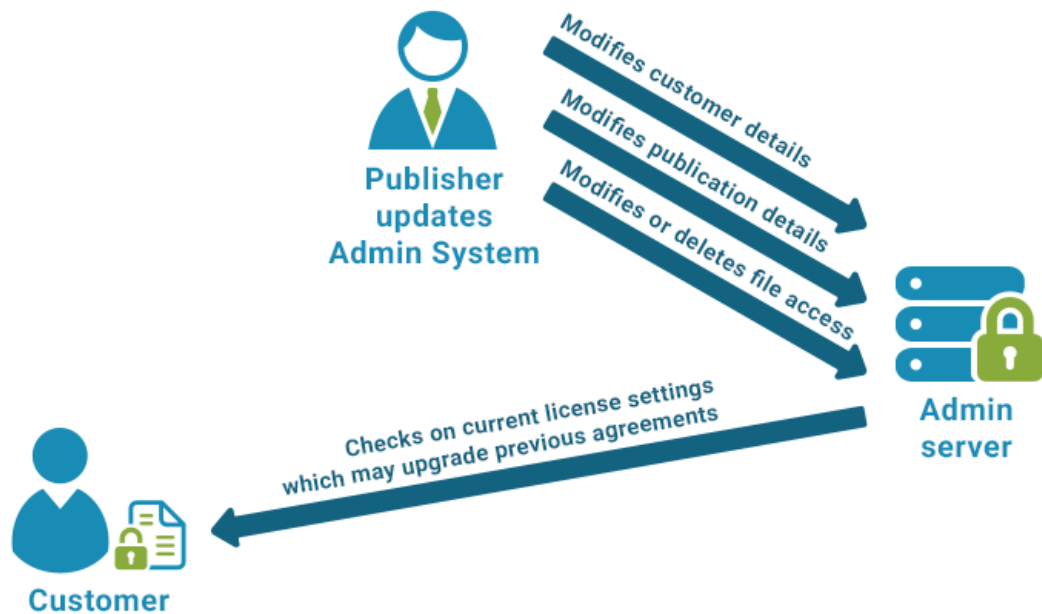 Modifies customer details
Modifies publication details
Modifies or deletes file access
Publisher
updates
Admin System
Admin
server
Checks on current license settings
which may upgrade previous agreements
Customer